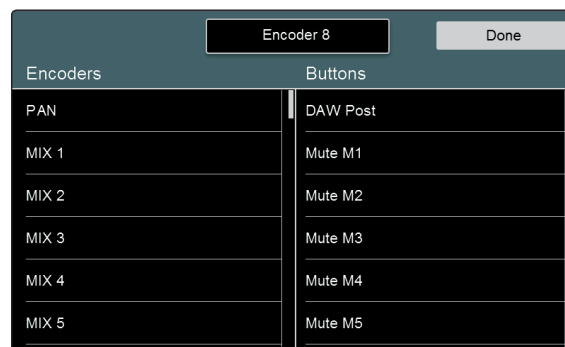 Encoder 8
Done
Encoders
Buttons
PAN
DAW Post
MIX 1
Mute M1
MIX 2
Mute M2
MIX 3
Mute M3
MIX 4
Mute M4
MIX 5
Mute M5